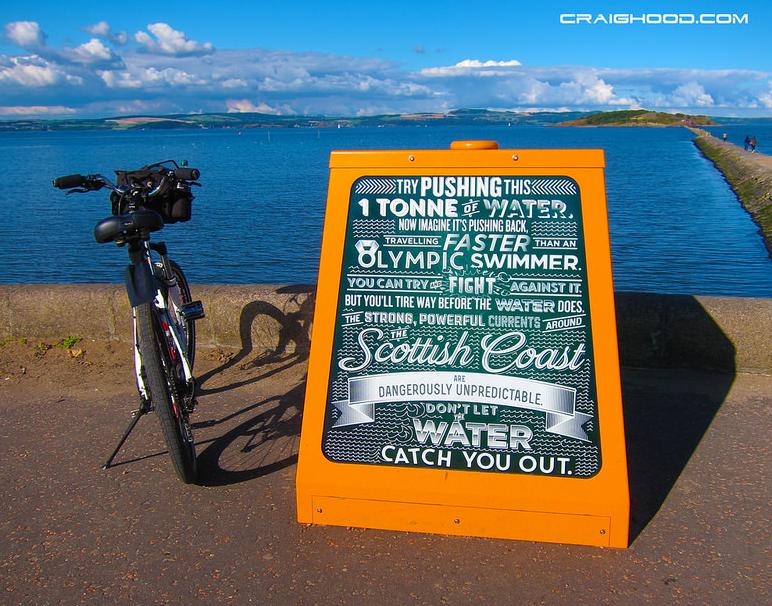 CRAIGHOOD.COM
TRY PUSHING THIS
1 TONNE OF WATER.
NOW IMAGINE IT'S PUSHING BACK,
TRAVELLING FASTER THAN AN
OLYMPIC SWIMMER.
YOU CAN TRY TO FIGHT AGAINST IT.
BUT YOU'LL TIRE WAY BEFORE THE WATER DOES.
THE STRONG, POWERFUL CURRENTS AROUND
THE
Scottish Coast
ARE
DANGEROUSLY UNPREDICTABLE.
DON'T LET
THE
WATER
CATCH YOU OUT.